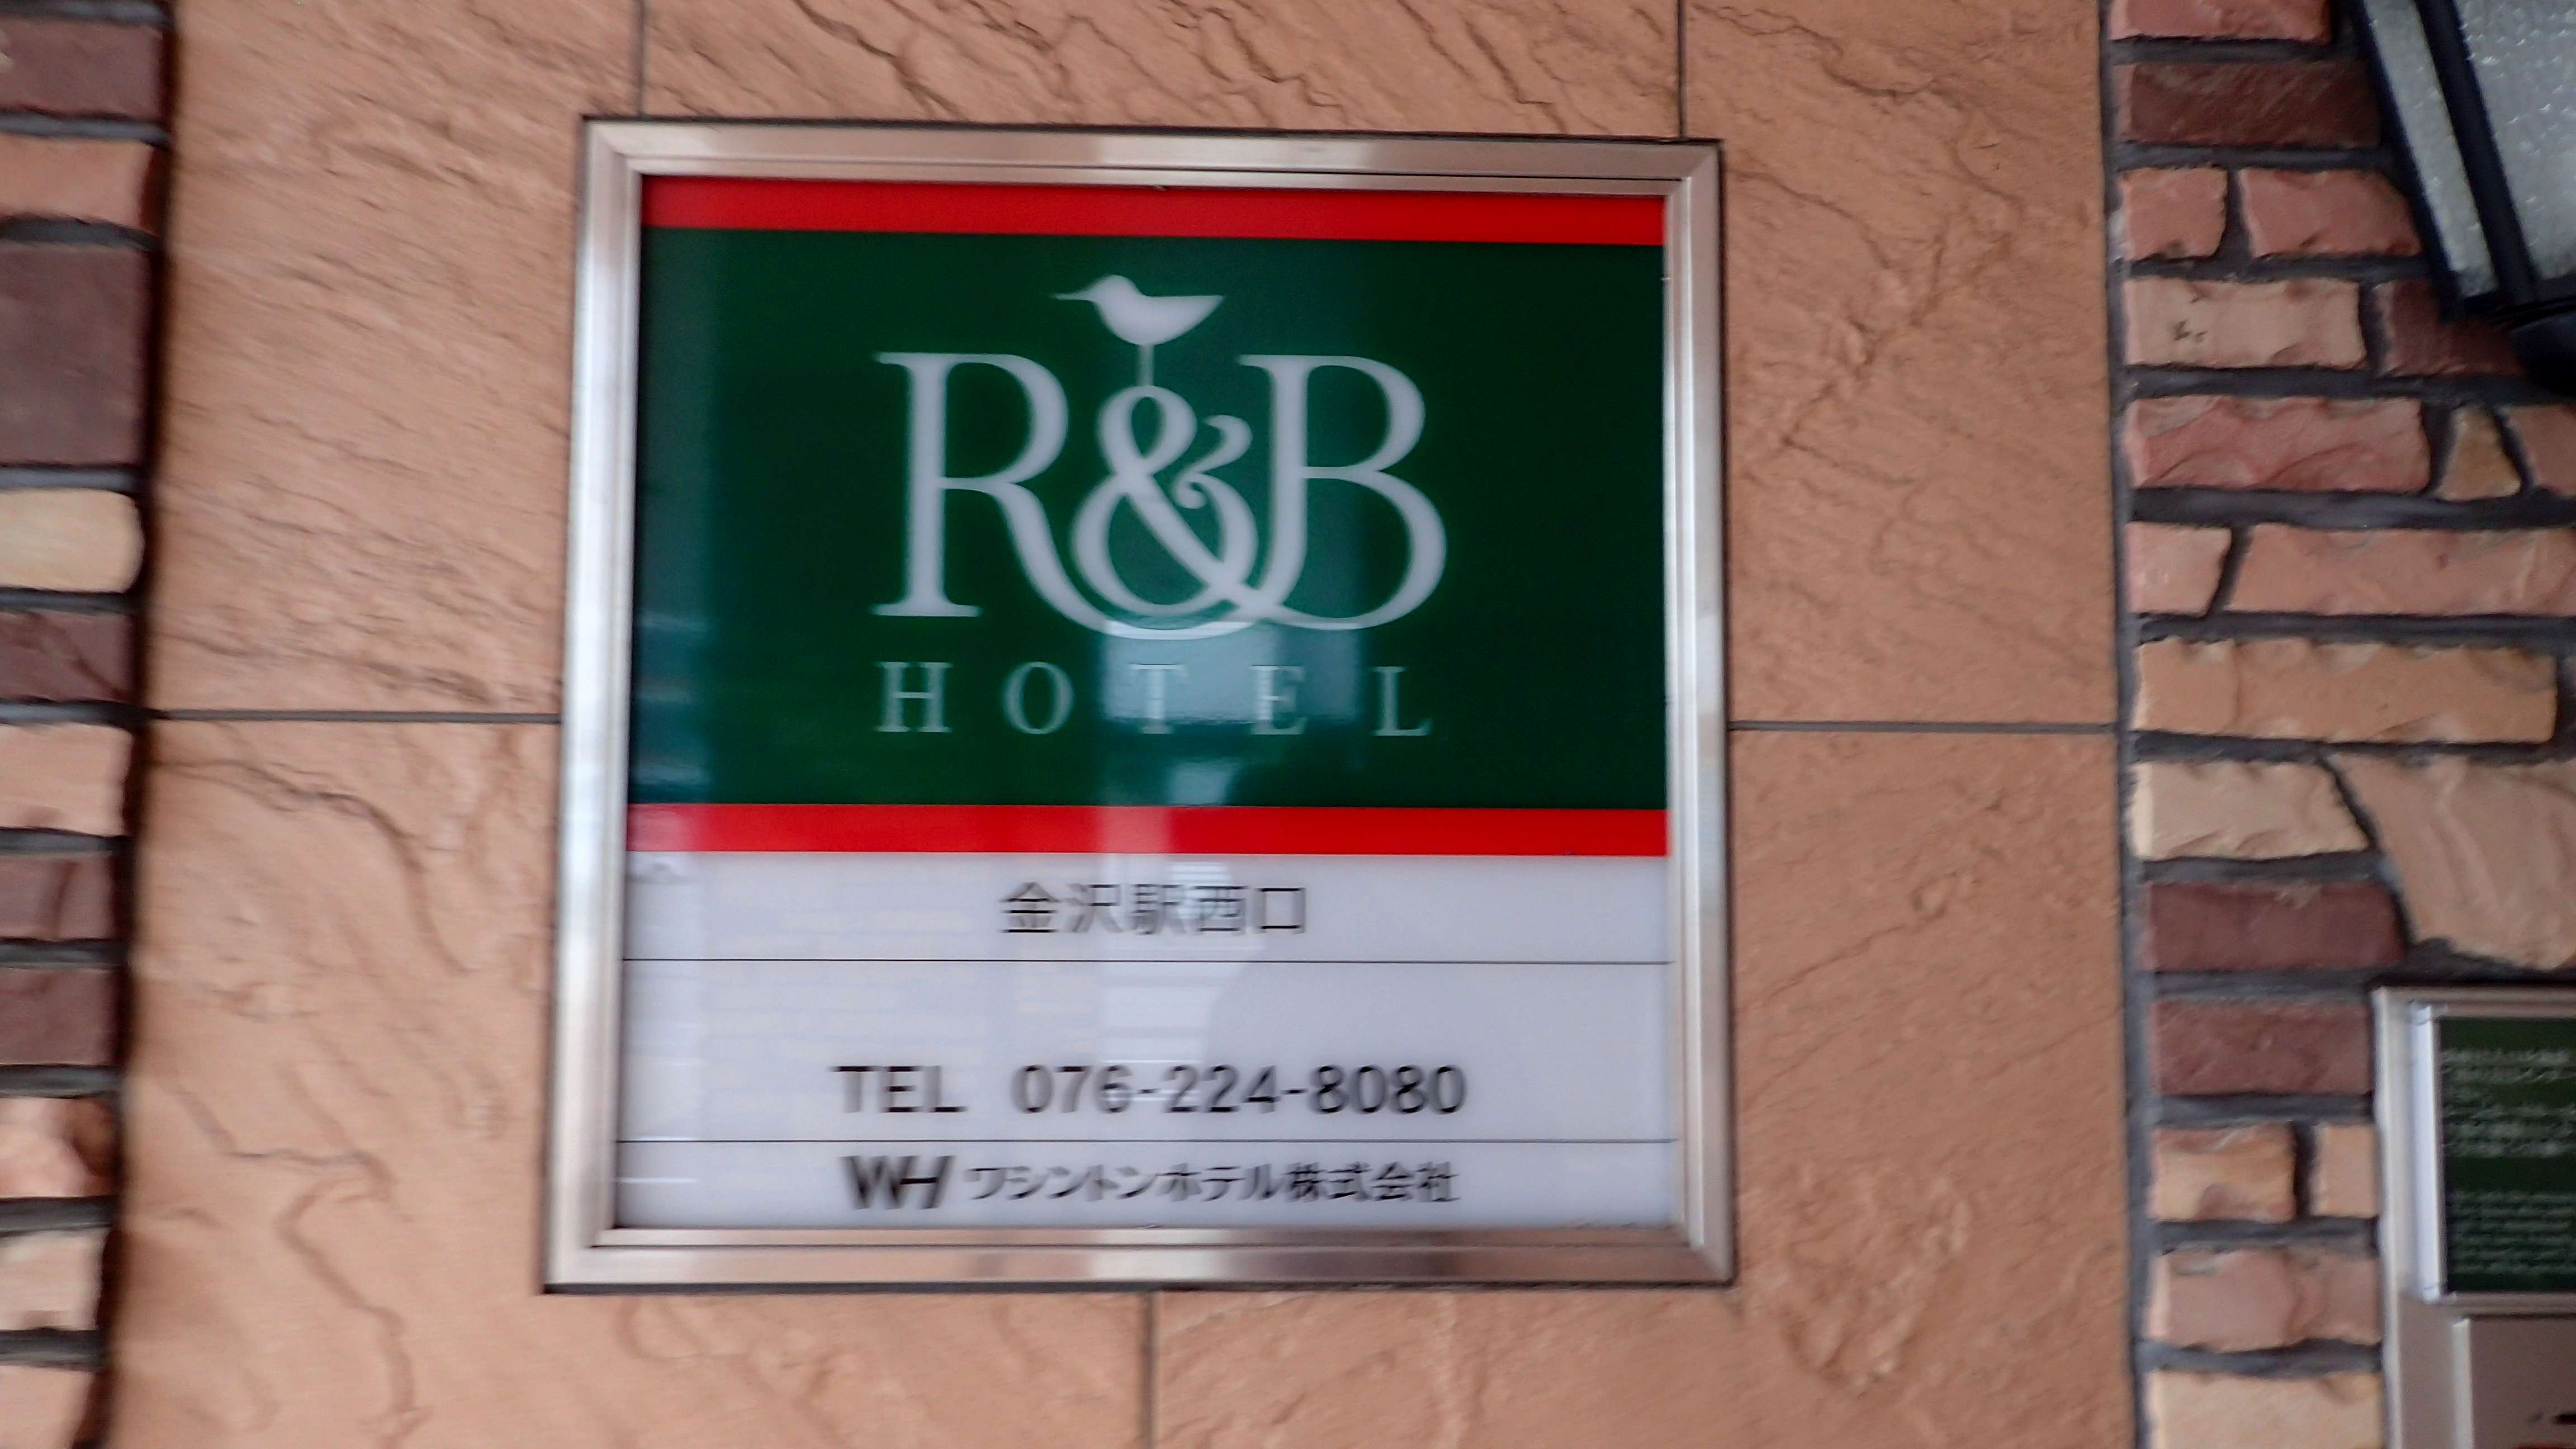 R&B
HOTEL
金沢駅西口
TEL 076-224-8080
WH ワシントンホテル株式会社